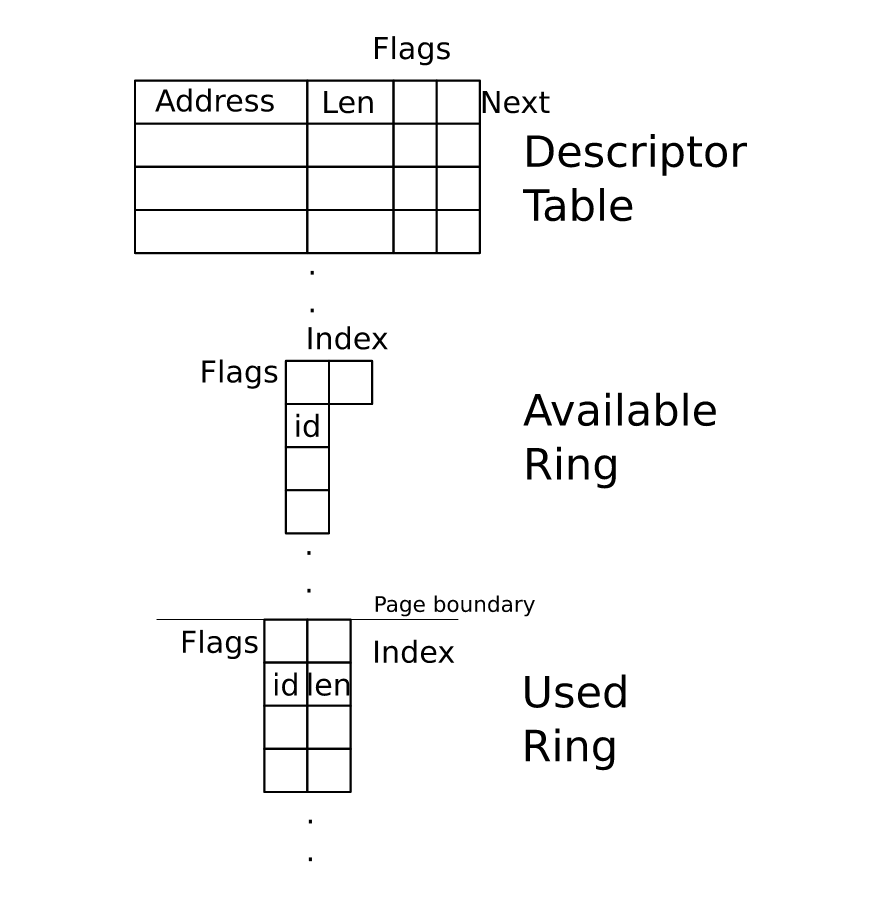 Flags
Address Len Next
Descriptor
Table
Index
Flags
id
Available
Ring
Page boundary
Flags
Index
id len
Used
Ring